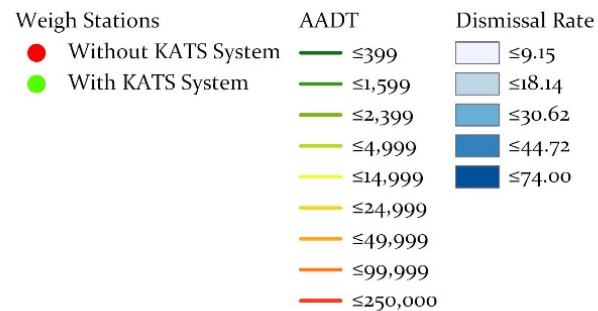 Weigh Stations
Without KATS System
With KATS System
AADT
≤399
≤1,599
≤2,399
≤4,999
≤14,999
≤24,999
≤49,999
≤99,999
≤250,000
Dismissal Rate
≤9.15
≤18.14
≤30.62
≤44.72
≤74.00